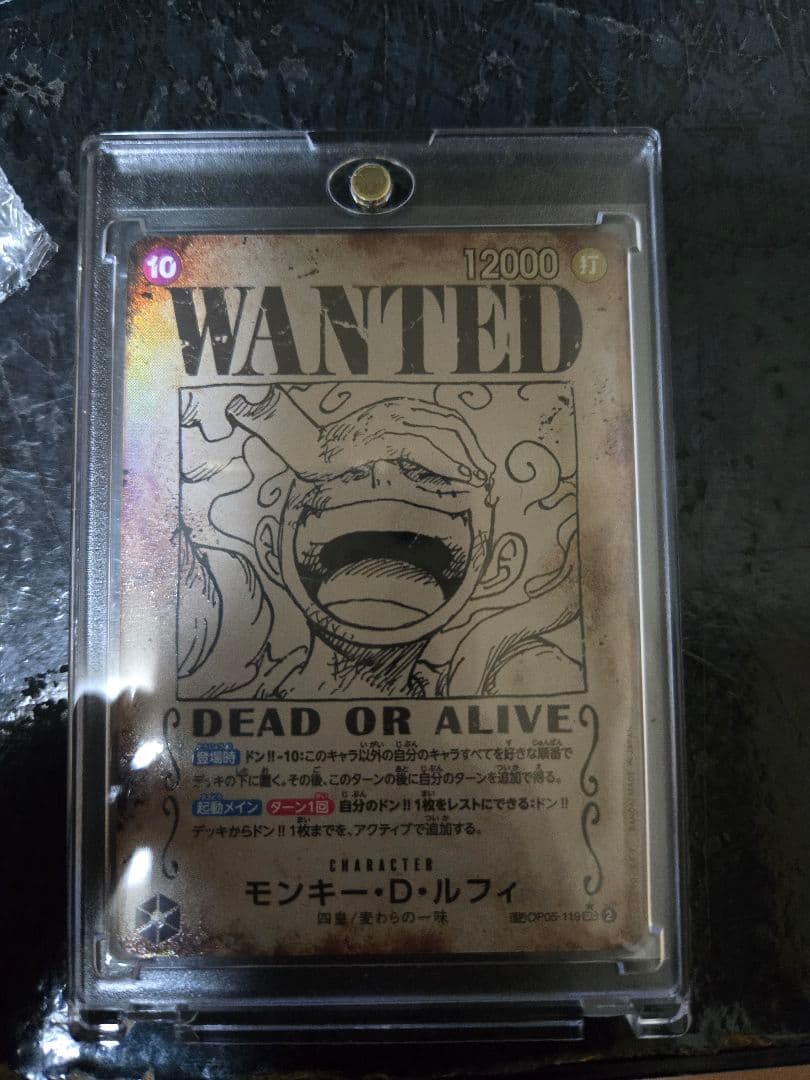 10 12000 打
WANTED
DEAD OR ALIVE
登場時 ドン!!-10:このキャラ以外の自分のキャラすべてを好きな順番で
デッキの下に置く。その後、このターンの後に自分のターンを追加で得る。
起動メイン ターン1回 自分のドン!!1枚をレストにできる:ドン!!
デッキからドン!!1枚までを、アクティブで追加する。
CHARACTER
モンキー・D・ルフィ
四皇/麦わらの一味
OP05-119 2